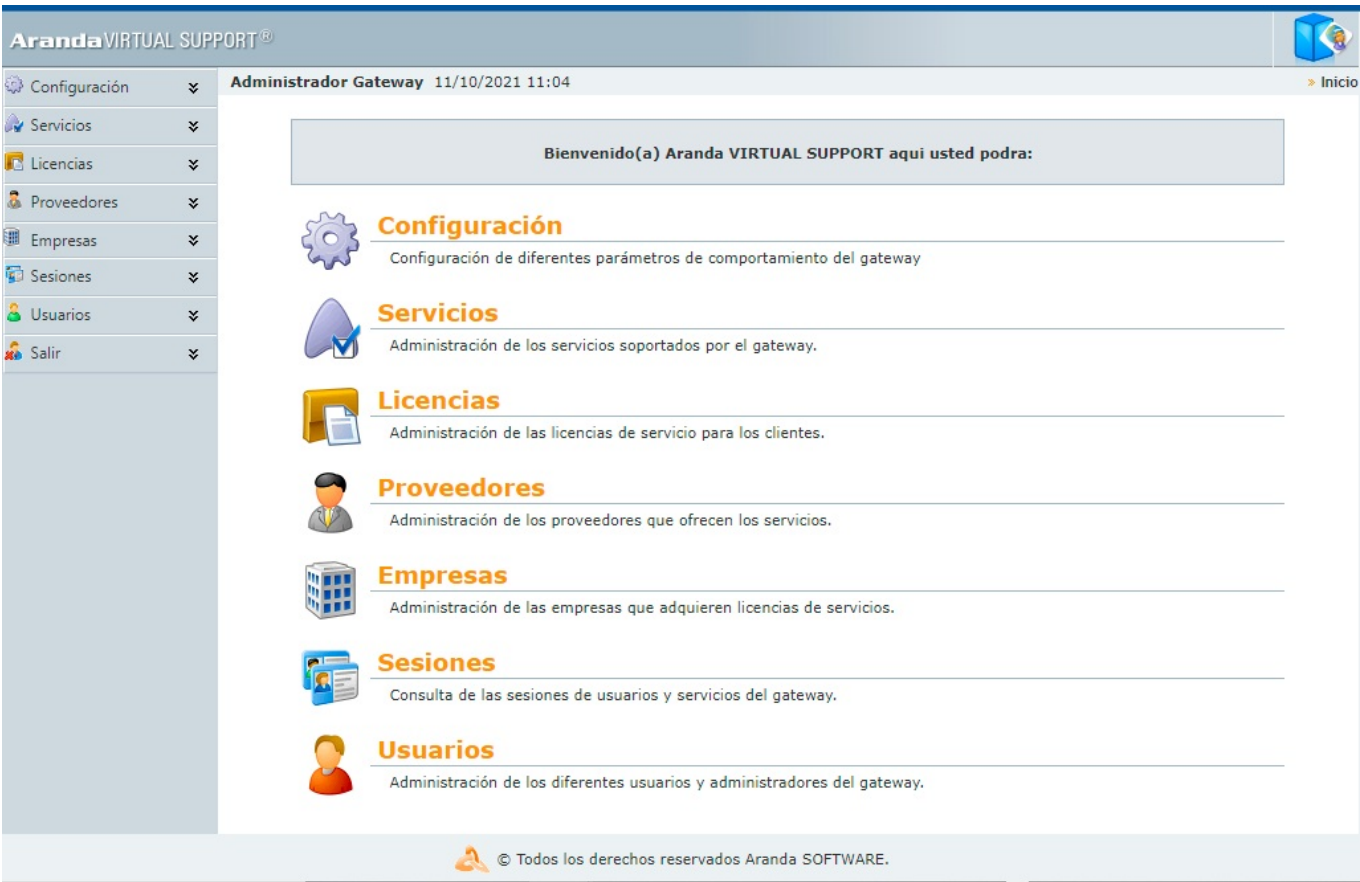 ArandaVIRTUAL SUPPORT®
Configuración
Servicios
Licencias
Proveedores
Empresas
Sesiones
Usuarios
Salir
Administrador Gateway 11/10/2021 11:04
» Inicio
Bienvenido(a) Aranda VIRTUAL SUPPORT aqui usted podra:
Configuración
Configuración de diferentes parámetros de comportamiento del gateway
Servicios
Administración de los servicios soportados por el gateway.
Licencias
Administración de las licencias de servicio para los clientes.
Proveedores
Administración de los proveedores que ofrecen los servicios.
Empresas
Administración de las empresas que adquieren licencias de servicios.
Sesiones
Consulta de las sesiones de usuarios y servicios del gateway.
Usuarios
Administración de los diferentes usuarios y administradores del gateway.
© Todos los derechos reservados Aranda SOFTWARE.